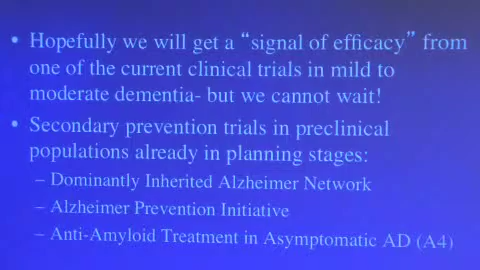 • Hopefully we will get a “signal of efficacy” from
one of the current clinical trials in mild to
moderate dementia- but we cannot wait!
• Secondary prevention trials in preclinical
populations already in planning stages:
– Dominantly Inherited Alzheimer Network
– Alzheimer Prevention Initiative
– Anti-Amyloid Treatment in Asymptomatic AD (A4)